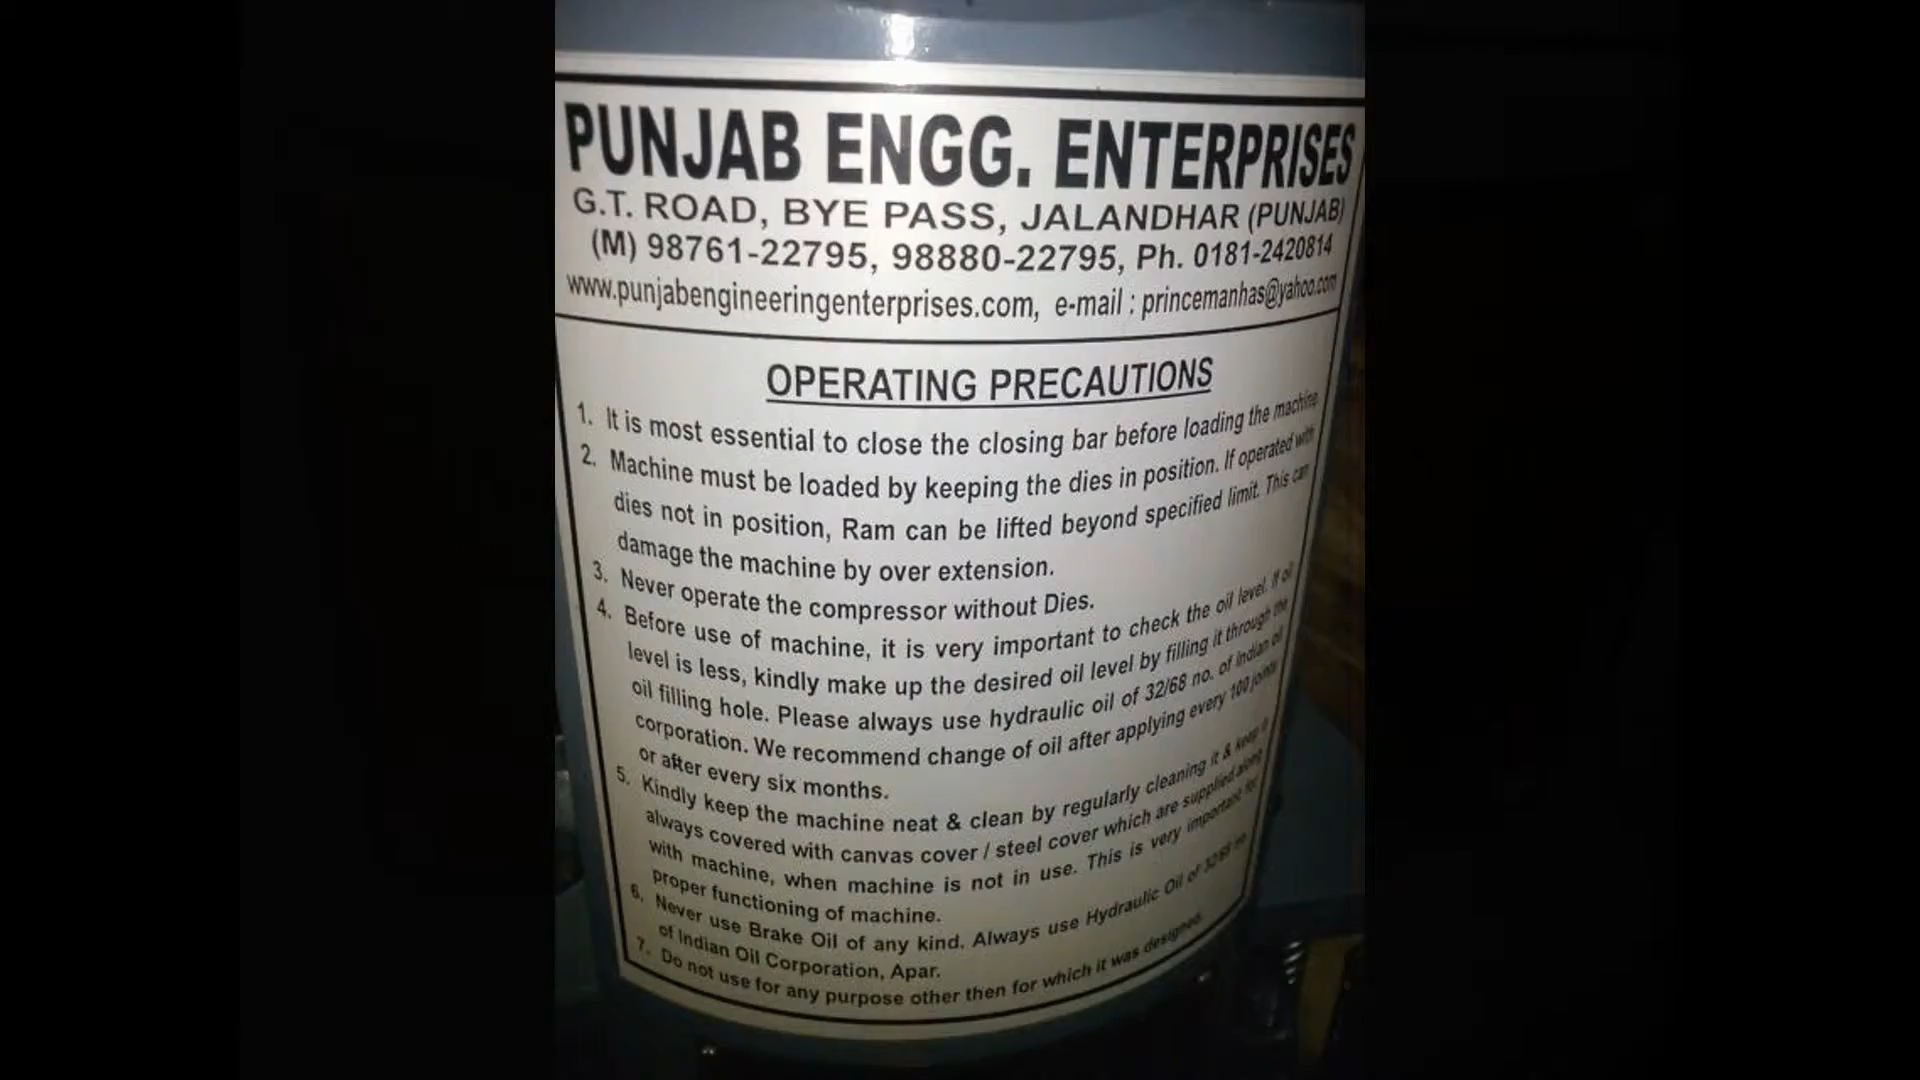 PUNJAB ENGG. ENTERPRISES
G.T. ROAD, BYE PASS, JALANDHAR (PUNJAB)
(M) 98761-22795, 98880-22795, Ph. 0181-2420814
www.punjabengineeringenterprises.com, e-mail : princemanhas@yahoo.com
OPERATING PRECAUTIONS
1. It is most essential to close the closing bar before loading the machine
2. Machine must be loaded by keeping the dies in position. If operated with
dies not in position, Ram can be lifted beyond specified limit. This can
damage the machine by over extension.
3. Never operate the compressor without Dies.
4. Before use of machine, it is very important to check the oil level. If oil
level is less, kindly make up the desired oil level by filling it through the
oil filling hole. Please always use hydraulic oil of 32/68 no. of Indian oil
corporation. We recommend change of oil after applying every 100 joints
or after every six months.
5. Kindly keep the machine neat & clean by regularly cleaning it & keep it
always covered with canvas cover / steel cover which are supplied along
with machine, when machine is not in use. This is very important for
proper functioning of machine.
6. Never use Brake Oil of any kind. Always use Hydraulic Oil of 32/68 no.
of Indian Oil Corporation, Apar.
7. Do not use for any purpose other then for which it was designed.